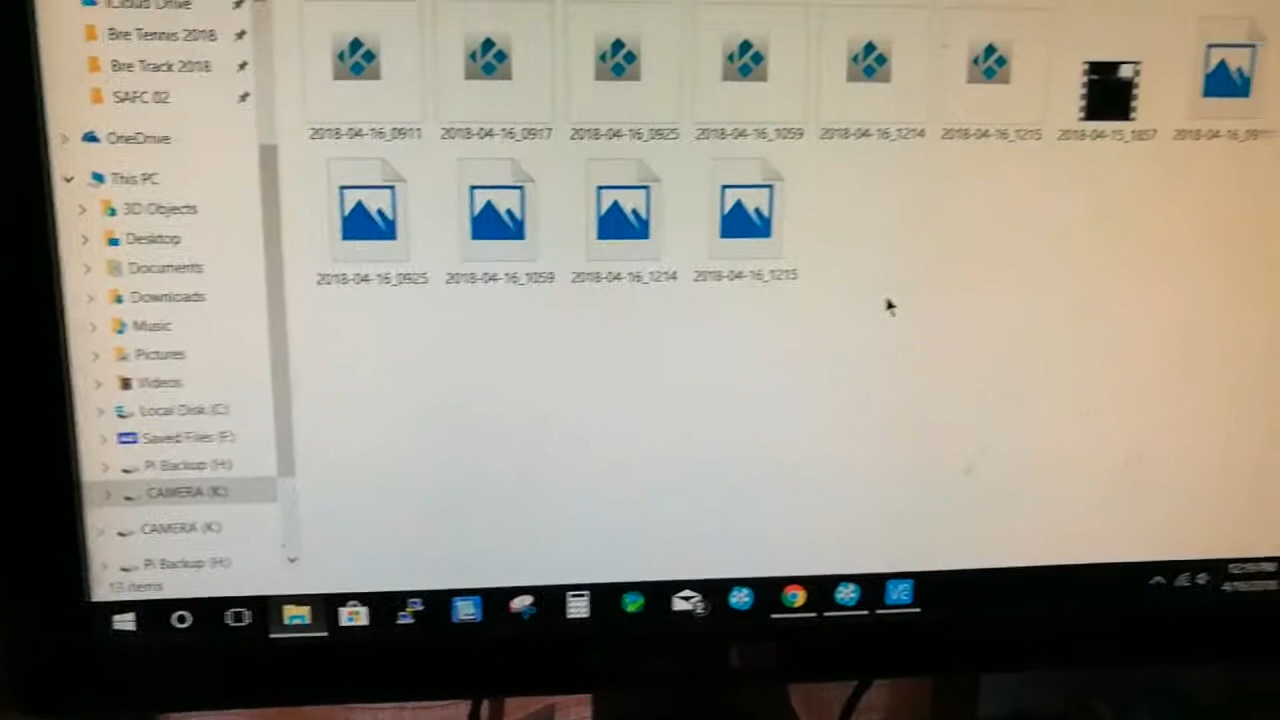 iCloud Drive
Bre Tennis 2018
Bre Track 2018
SAFC 02
OneDrive
This PC
3D Objects
Desktop
Documents
Downloads
Music
Pictures
Videos
Local Disk (C:)
Saved Files (F:)
Pi Backup (H:)
CAMERA (K:)
CAMERA (K:)
Pi Backup (H:)
13 items
2018-04-16_0911 2018-04-16_0917 2018-04-16_0925 2018-04-16_1059 2018-04-16_1214 2018-04-16_1215 2018-04-15_1857
2018-04-16_0925 2018-04-16_1059 2018-04-16_1214 2018-04-16_1215